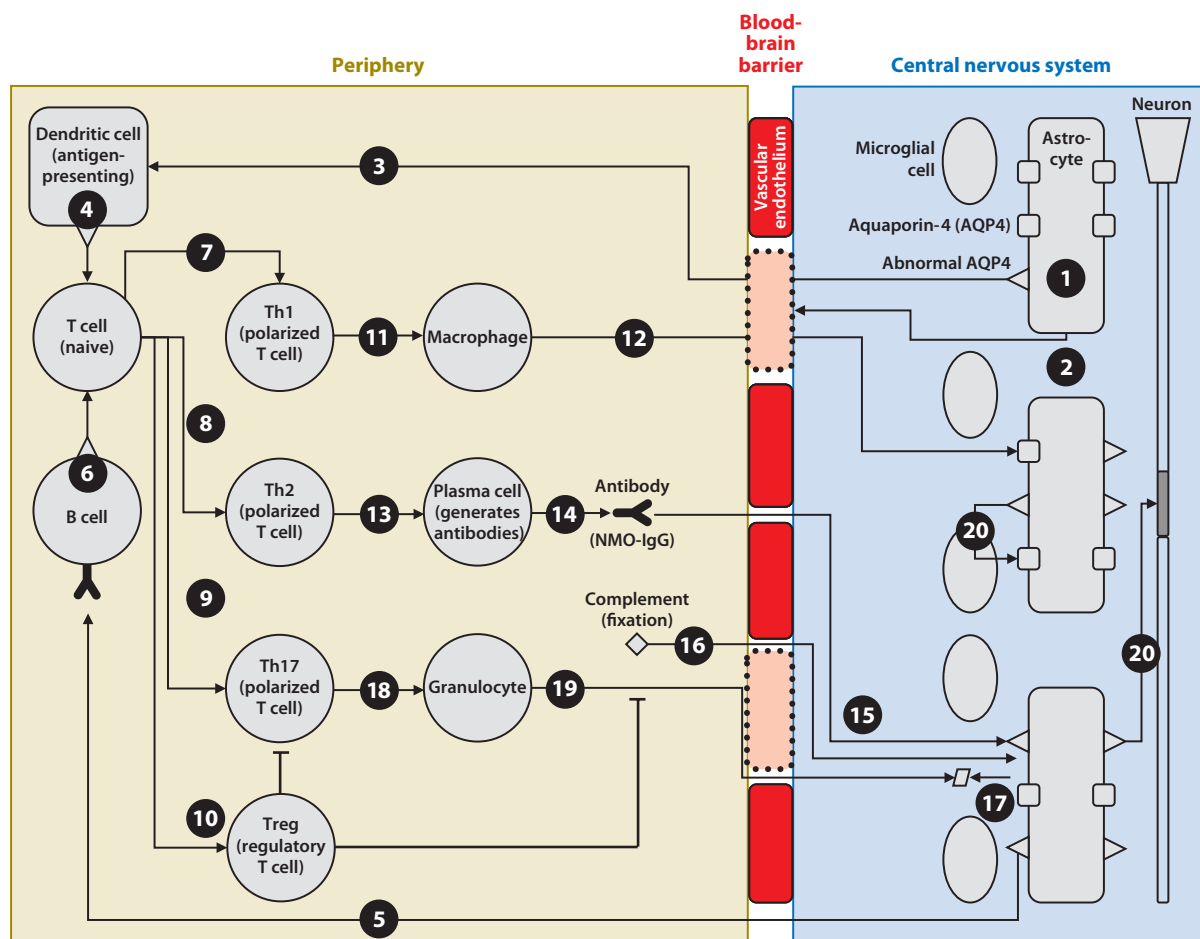 Periphery
Blood-
brain
barrier
Central nervous system
Dendritic cell
(antigen-
presenting)
4
3
Vascular
endothelium
Microglial
cell
Astro-
cyte
Neuron
Aquaporin-4 (AQP4)
Abnormal AQP4
1
7
T cell
(naive)
Th1
(polarized
T cell)
11
Macrophage
12
2
8
6
B cell
Th2
(polarized
T cell)
13
Plasma cell
(generates
antibodies)
14
Antibody
(NMO-IgG)
20
9
Complement
(fixation)
16
20
Th17
(polarized
T cell)
18
Granulocyte
19
15
17
10
Treg
(regulatory
T cell)
5